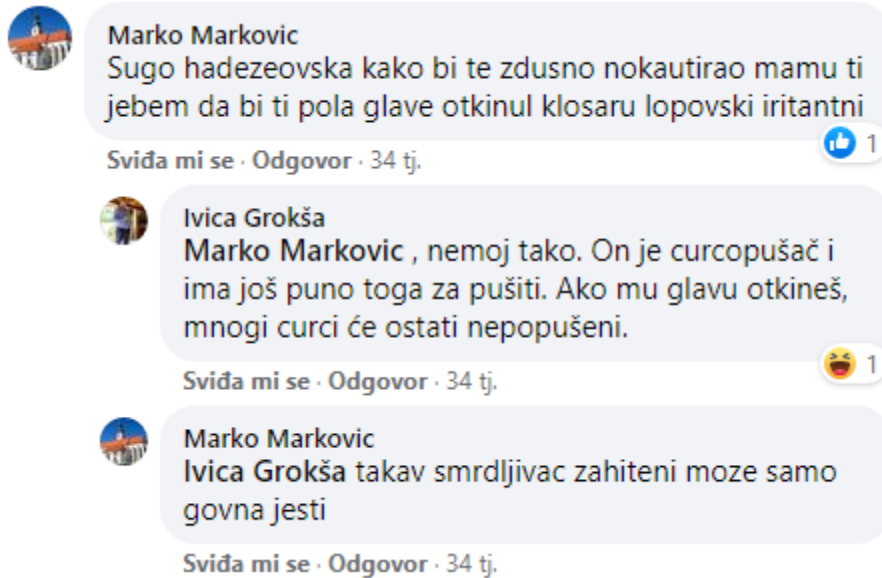 Marko Markovic
Sugo hadezeovska kako bi te zdusno nokautirao mamu ti
jebem da bi ti pola glave otkinul klosaru lopovski iritantni
1
Sviđa mi se · Odgovor · 34 tj.
Ivica Grokša
Marko Markovic , nemoj tako. On je curcopušač i
ima još puno toga za pušiti. Ako mu glavu otkineš,
mnogi curci će ostati nepopušeni.
1
Sviđa mi se · Odgovor · 34 tj.
Marko Markovic
Ivica Grokša takav smrdljivac zahiteni moze samo
govna jesti
Sviđa mi se · Odgovor · 34 tj.